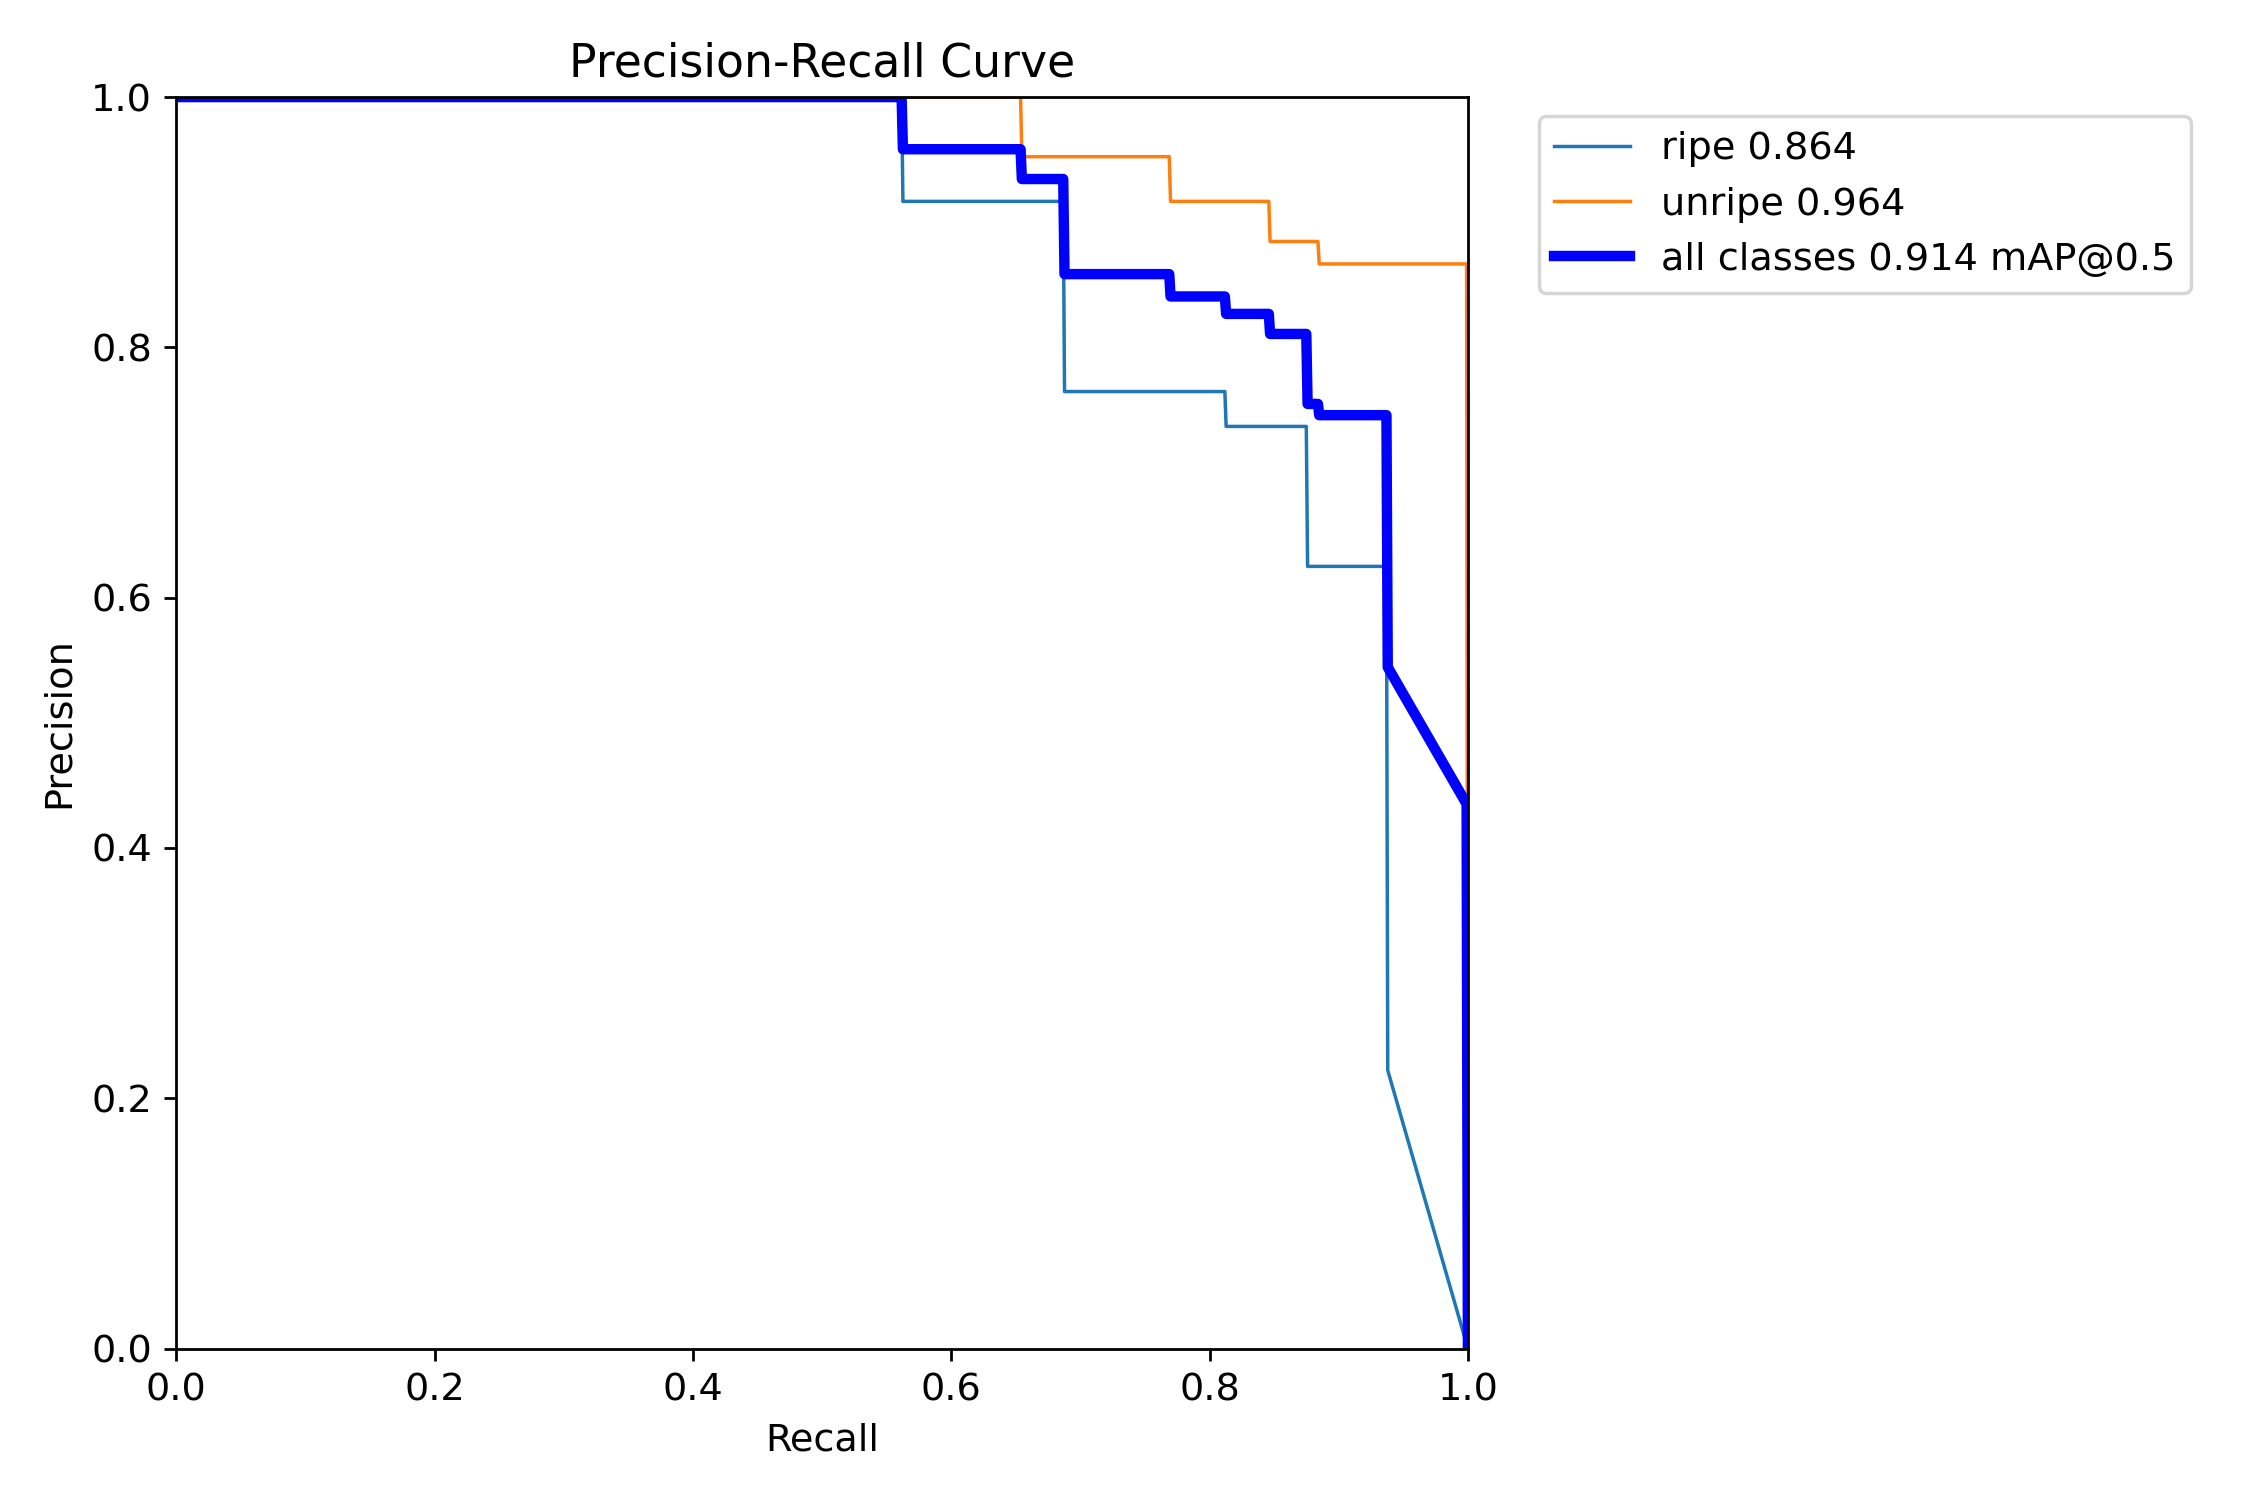 Precision-Recall Curve
ripe 0.864
unripe 0.964
all classes 0.914 mAP@0.5
Precision
1.0
0.8
0.6
0.4
0.2
0.0
0.0 0.2 0.4 0.6 0.8 1.0
Recall